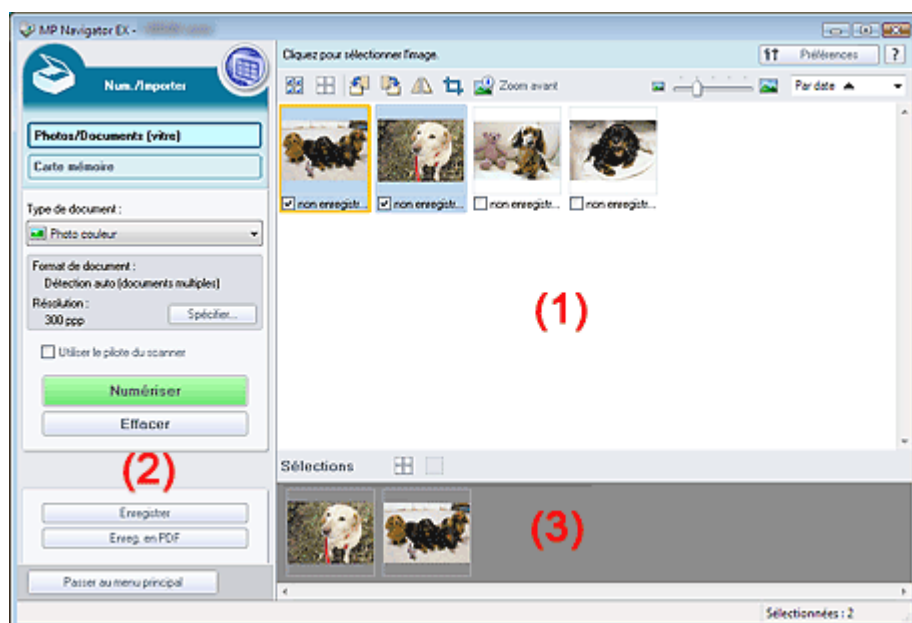 MP Navigator EX -
Cliquez pour sélectionner l'image.
Préférences
?
Num./Importer
Zoom avant
Par date
Photos/Documents (vitre)
Carte mémoire
non enregistr...
non enregistr...
non enregistr...
non enregistr...
Type de document :
Photo couleur
Format de document :
Détection auto (documents multiples)
Résolution :
300 ppp
Spécifier...
Utiliser le pilote du scanner
(1)
Numériser
Effacer
(2)
Sélections
(3)
Enregistrer
Enreg. en PDF
Passer au menu principal
Sélectionnées : 2